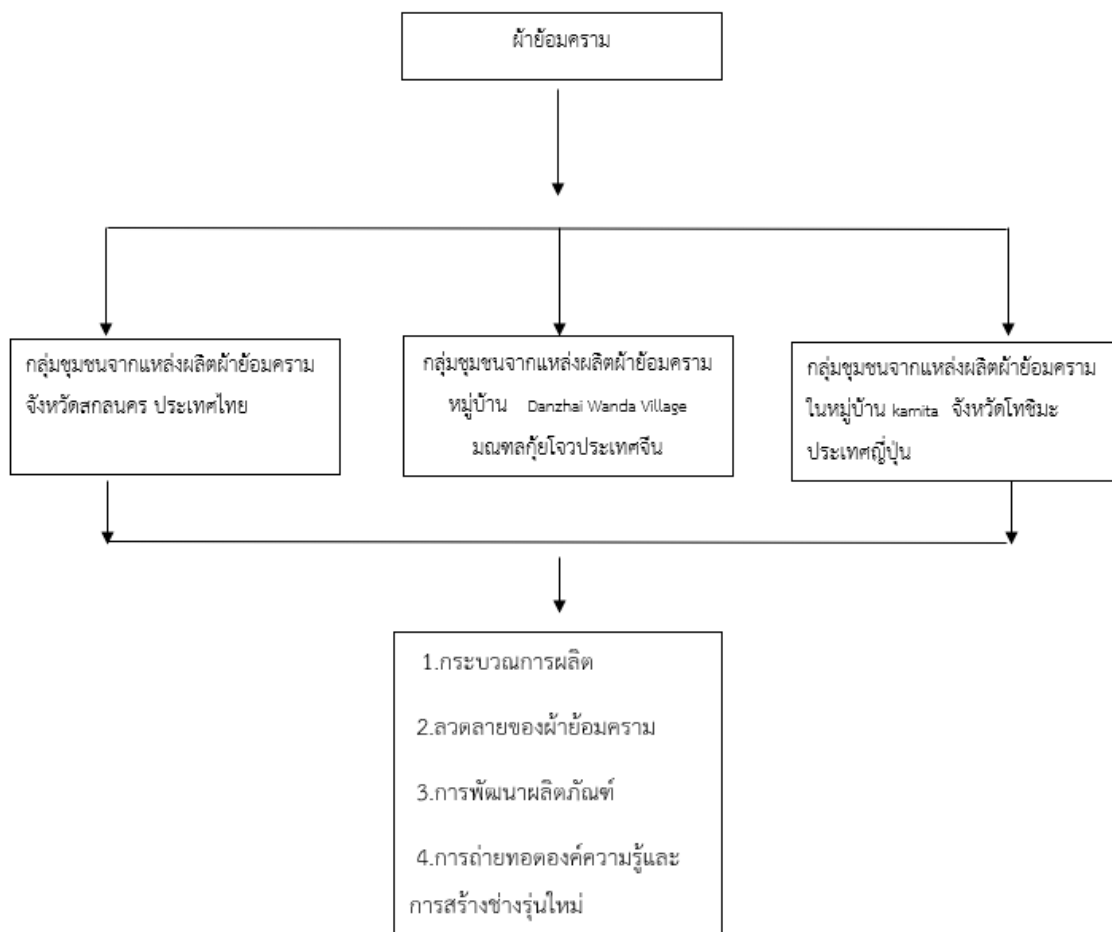 ผ้าย้อมคราม
กลุ่มชุมชนจากแหล่งผลิตผ้าย้อมคราม
จังหวัดสกลนคร ประเทศไทย
กลุ่มชุมชนจากแหล่งผลิตผ้าย้อมคราม
หมู่บ้าน Danzhai Wanda Village
มณฑลกุ้ยโจวประเทศจีน
กลุ่มชุมชนจากแหล่งผลิตผ้าย้อมคราม
ในหมู่บ้าน kamita จังหวัดโทชิมะ
ประเทศญี่ปุ่น
1.กระบวณการผลิต
2.ลวดลายของผ้าย้อมคราม
3.การพัฒนาผลิตภัณฑ์
4.การถ่ายทอดองค์ความรู้และ
การสร้างช่างรุ่นใหม่